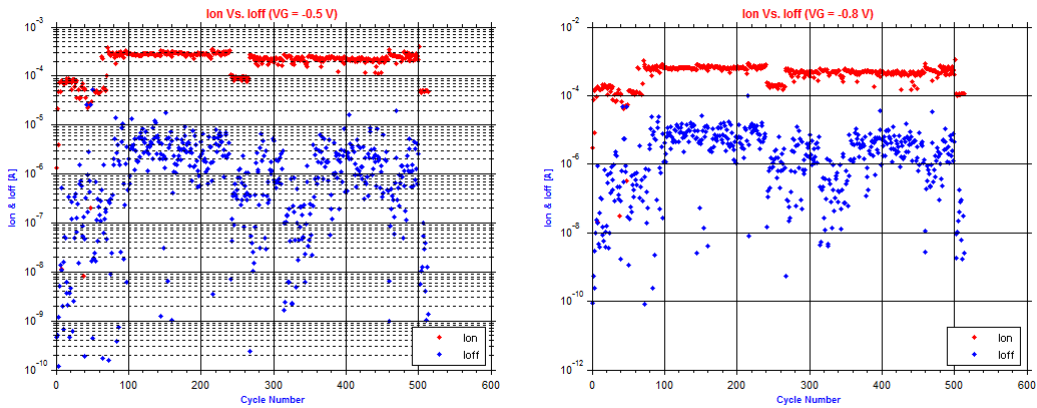 Ion Vs. Ioff (VG = -0.5 V)
10^-3
10^-4
10^-5
10^-6
10^-7
10^-8
10^-9
10^-10
Ion & Ioff [A]
0 100 200 300 400 500 600
Cycle Number
Ion
Ioff
Ion Vs. Ioff (VG = -0.8 V)
10^-2
10^-4
10^-6
10^-8
10^-10
10^-12
Ion & Ioff [A]
0 100 200 300 400 500 600
Cycle Number
Ion
Ioff